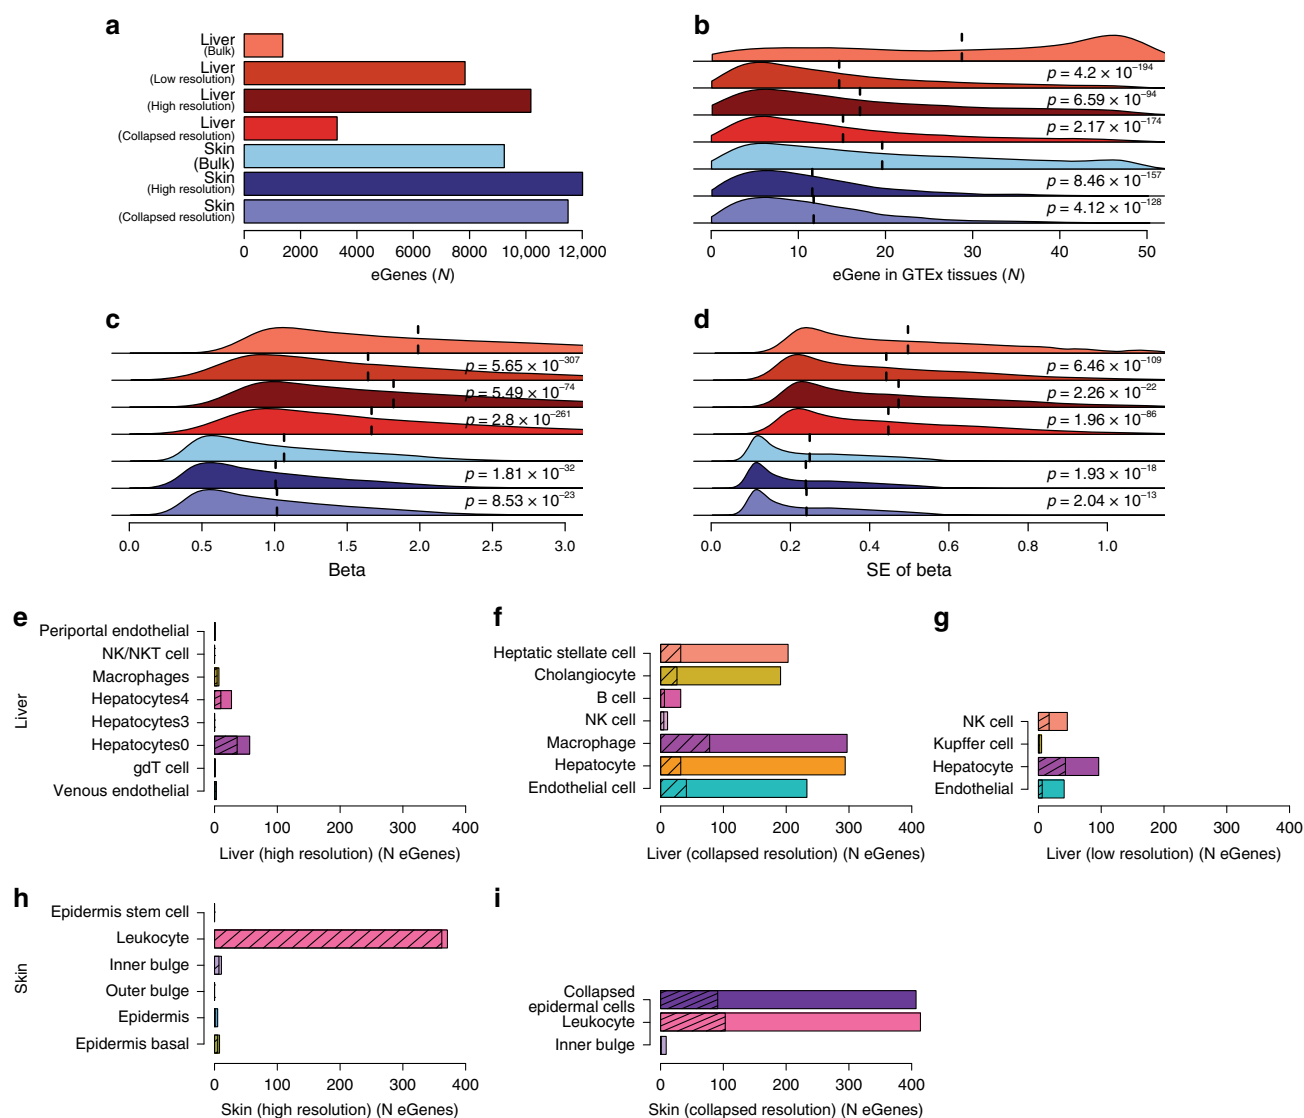 a
Liver
(Bulk)
Liver
(Low resolution)
Liver
(High resolution)
Liver
(Collapsed resolution)
Skin
(Bulk)
Skin
(High resolution)
Skin
(Collapsed resolution)
0 2000 4000 6000 8000 10,000 12,000
eGenes (N)
b
p = 4.2 × 10⁻¹⁹⁴
p = 6.59 × 10⁻⁹⁴
p = 2.17 × 10⁻¹⁷⁴
p = 8.46 × 10⁻¹⁵⁷
p = 4.12 × 10⁻¹²⁸
0 10 20 30 40 50
eGene in GTEx tissues (N)
c
p = 5.65 × 10⁻³⁰⁷
p = 5.49 × 10⁻⁷⁴
p = 2.8 × 10⁻²⁶¹
p = 1.81 × 10⁻³²
p = 8.53 × 10⁻²³
0.0 0.5 1.0 1.5 2.0 2.5 3.0
Beta
d
p = 6.46 × 10⁻¹⁰⁹
p = 2.26 × 10⁻²²
p = 1.96 × 10⁻⁸⁶
p = 1.93 × 10⁻¹⁸
p = 2.04 × 10⁻¹³
0.0 0.2 0.4 0.6 0.8 1.0
SE of beta
e
Liver
Periportal endothelial
NK/NKT cell
Macrophages
Hepatocytes4
Hepatocytes3
Hepatocytes0
gdT cell
Venous endothelial
0 100 200 300 400
Liver (high resolution) (N eGenes)
f
Heptatic stellate cell
Cholangiocyte
B cell
NK cell
Macrophage
Hepatocyte
Endothelial cell
0 100 200 300 400
Liver (collapsed resolution) (N eGenes)
g
NK cell
Kupffer cell
Hepatocyte
Endothelial
0 100 200 300 400
Liver (low resolution) (N eGenes)
h
Skin
Epidermis stem cell
Leukocyte
Inner bulge
Outer bulge
Epidermis
Epidermis basal
0 100 200 300 400
Skin (high resolution) (N eGenes)
i
Collapsed
epidermal cells
Leukocyte
Inner bulge
0 100 200 300 400
Skin (collapsed resolution) (N eGenes)